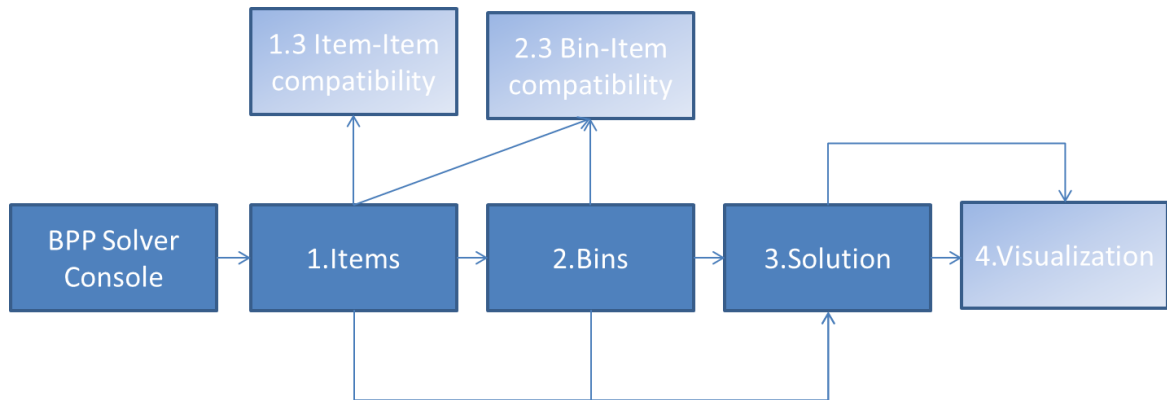 1.3 Item-Item
compatibility
2.3 Bin-Item
compatibility
BPP Solver
Console
1.Items
2.Bins
3.Solution
4.Visualization